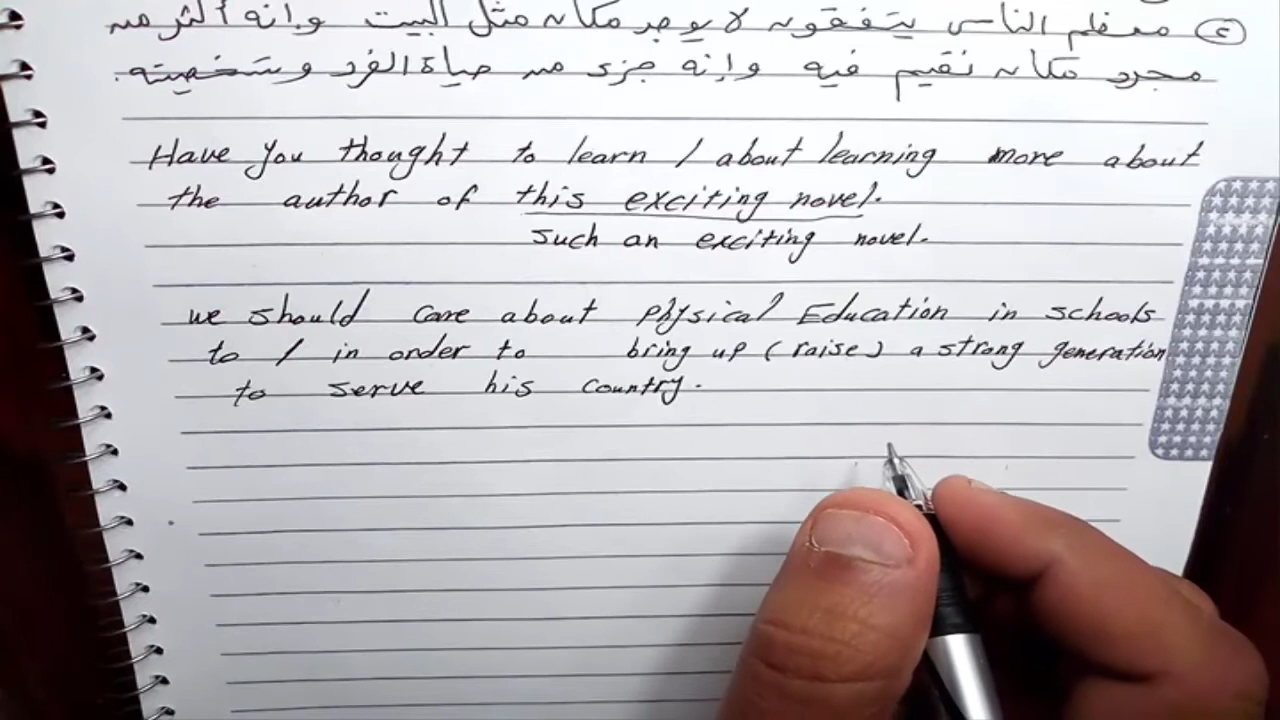 ④ معظم الناس يتفقون لا يوجد مكان مثل البيت وإنه أكثر من
مجرد مكان نقيم فيه وإنه جزء من حياة الفرد وشخصيته.
Have you thought to learn / about learning more about
the author of this exciting novel.
such an exciting novel.
we should care about physical Education in schools
to / in order to bring up (raise) a strong generation
to serve his country.